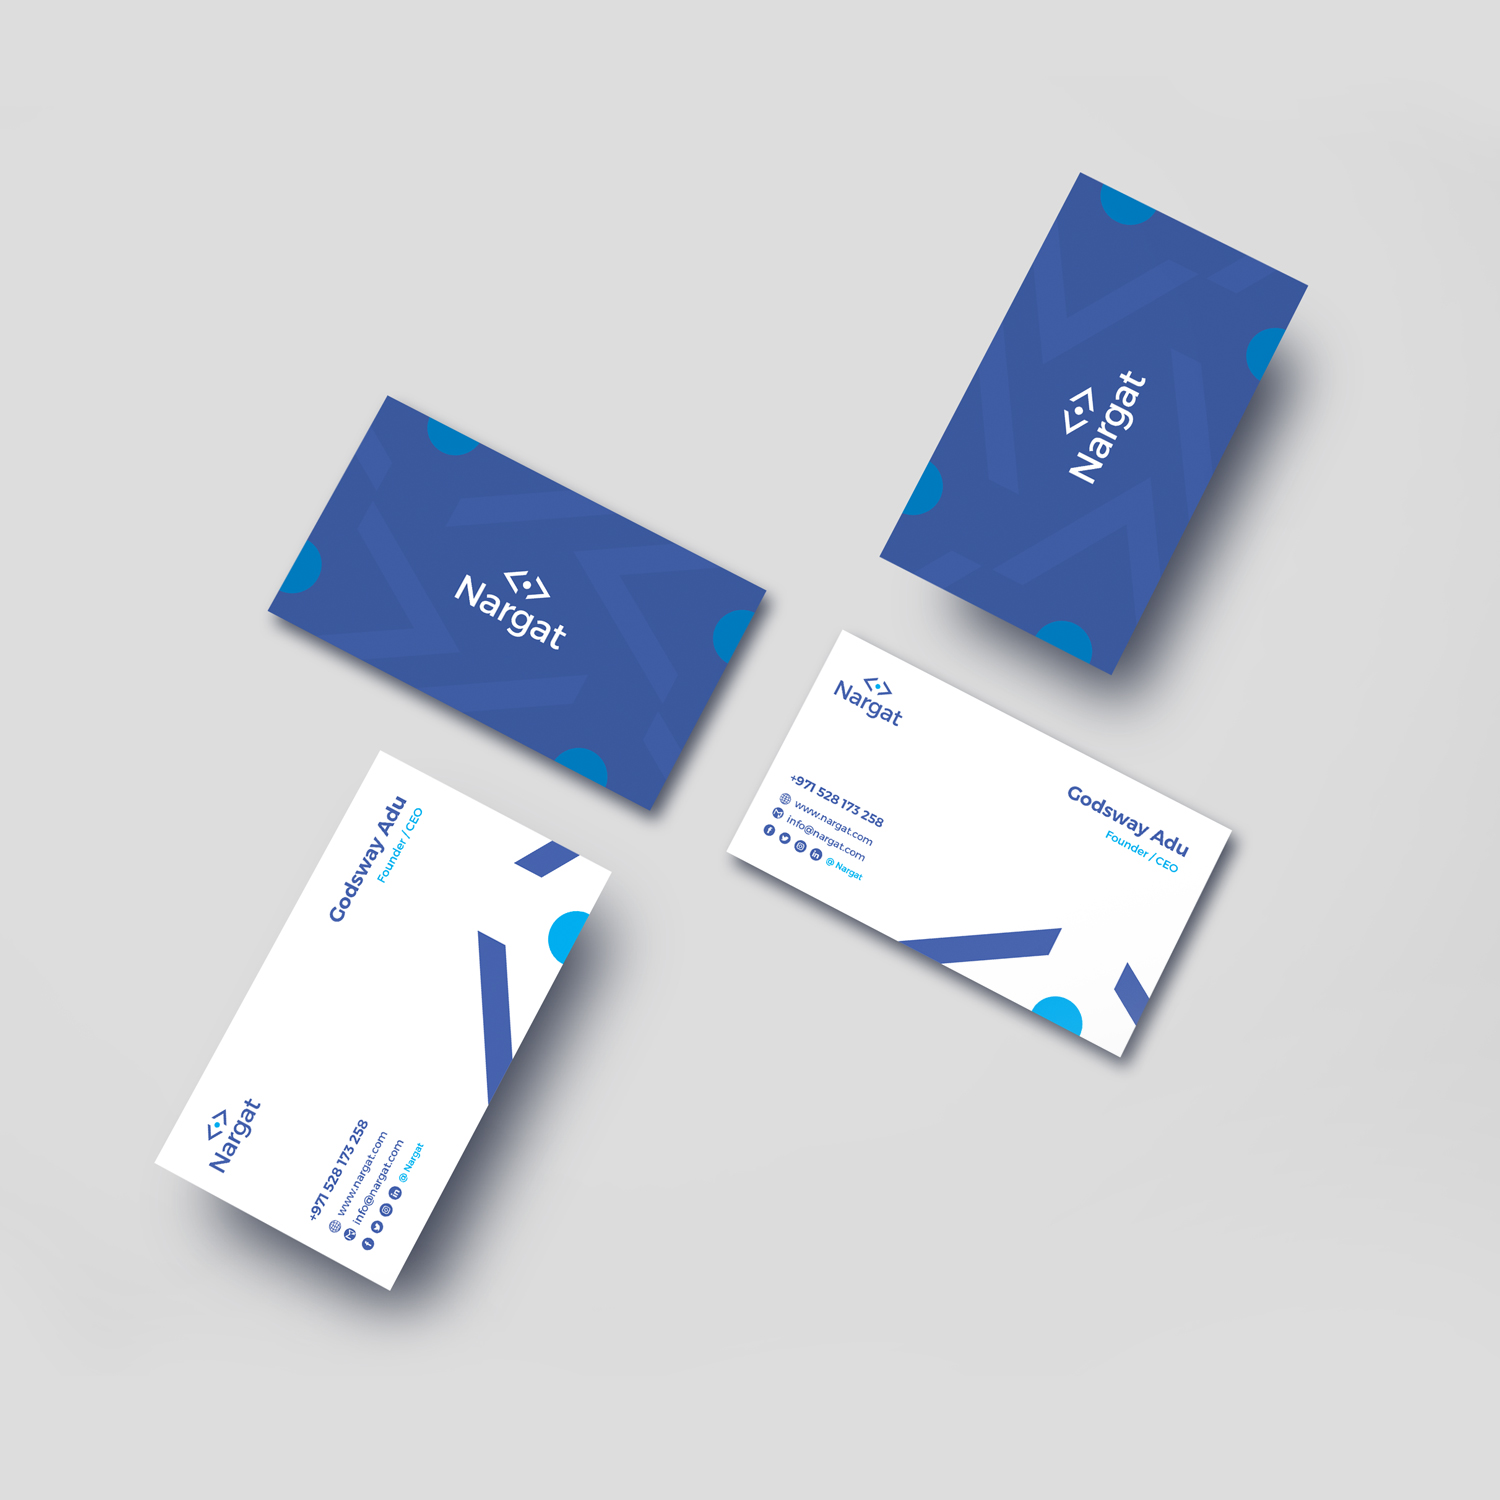 Nargat
Nargat
Nargat
+971 528 173 258
www.nargat.com
info@nargat.com
@ Nargat
Godsway Adu
Founder / CEO
Godsway Adu
Founder / CEO
Nargat
+971 528 173 258
www.nargat.com
info@nargat.com
@ Nargat